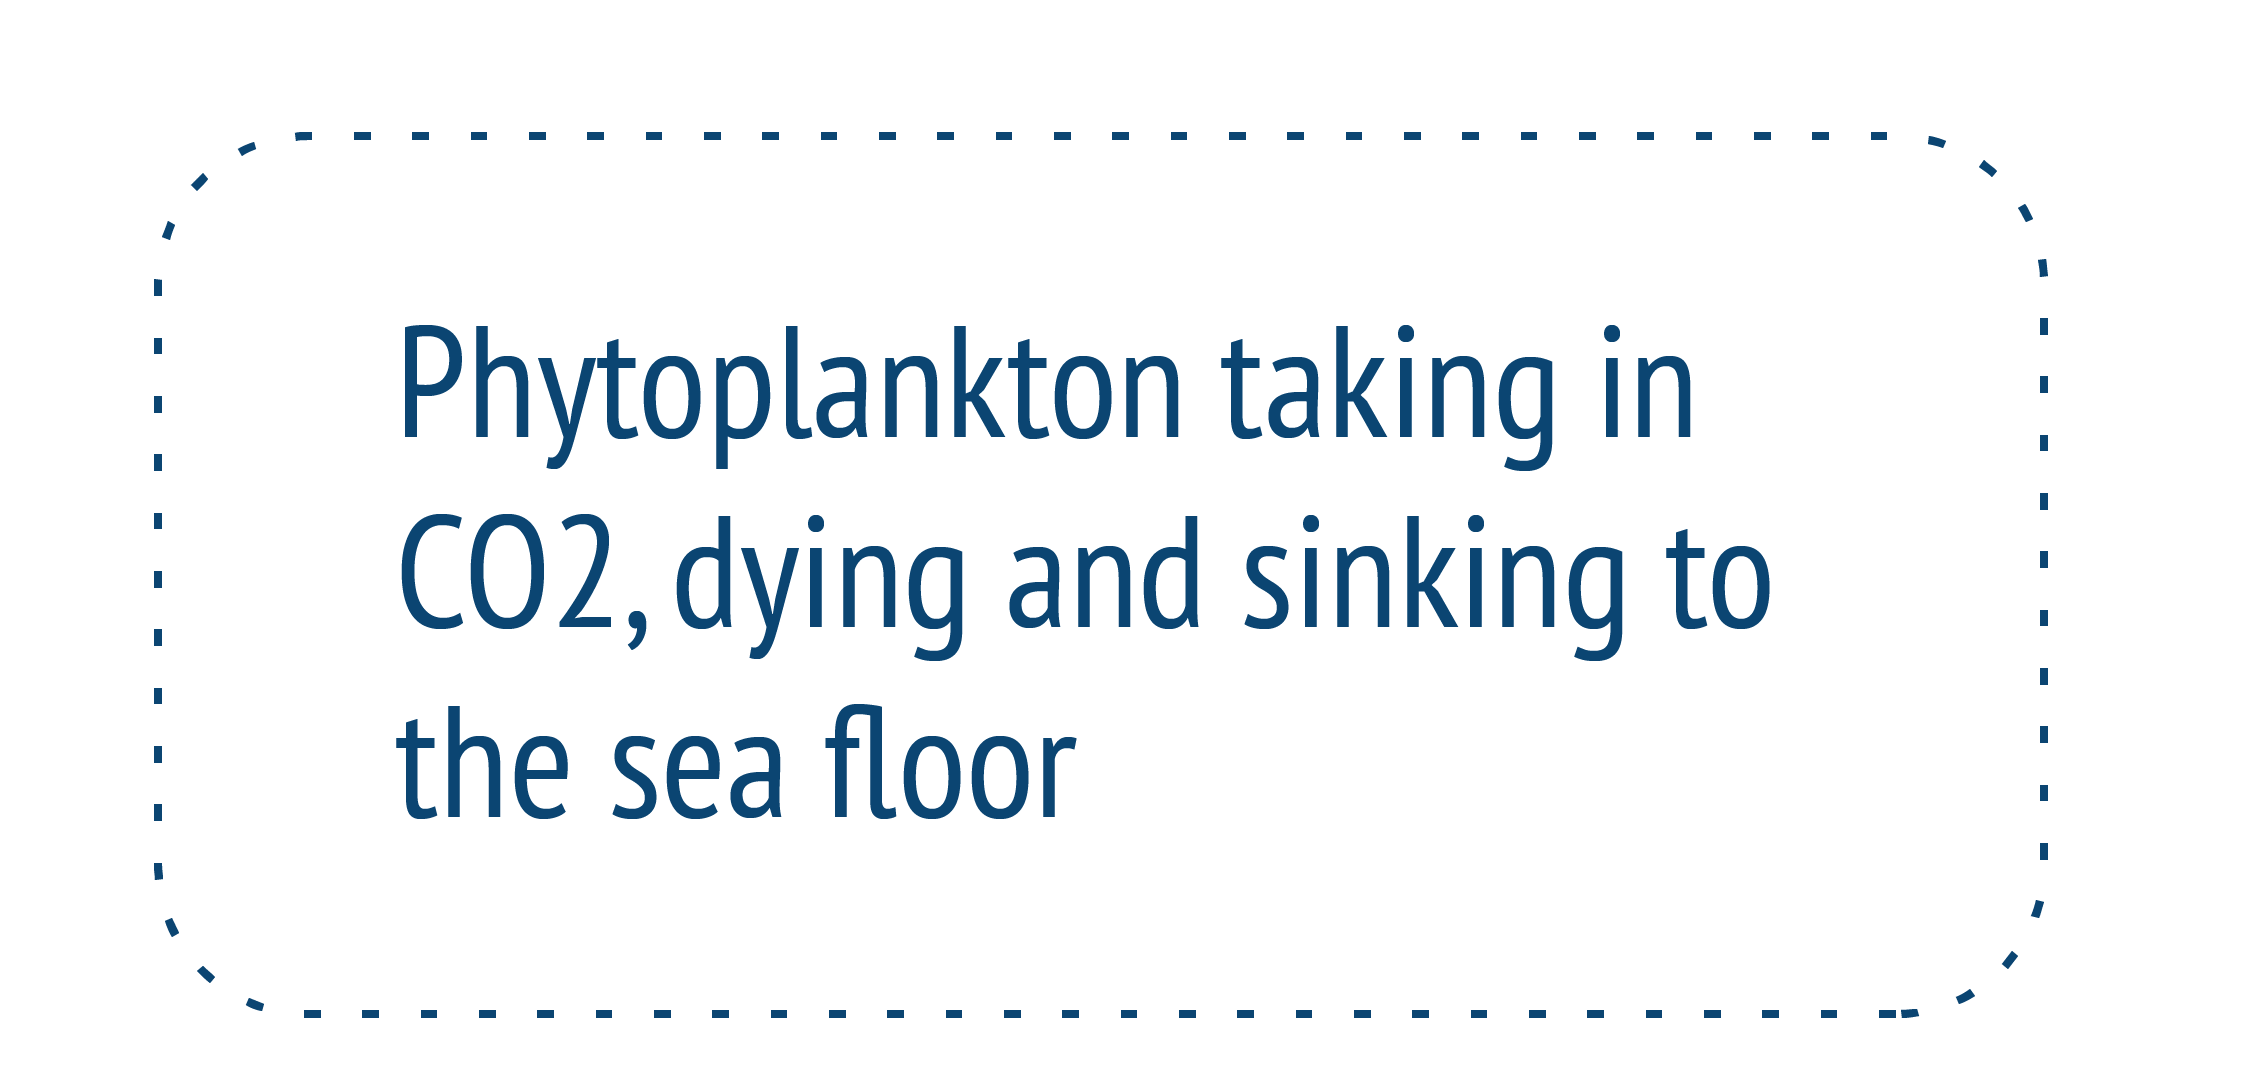 Phytoplankton taking in
CO2, dying and sinking to
the sea floor